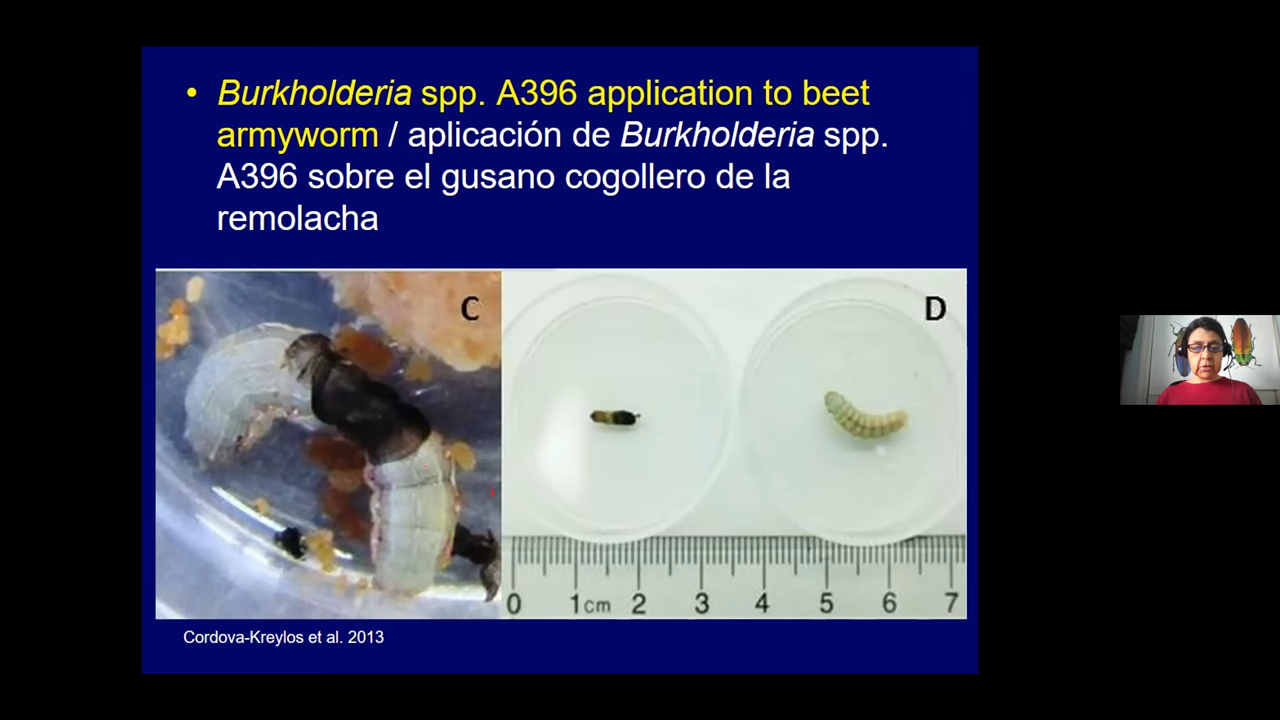 • Burkholderia spp. A396 application to beet
armyworm / aplicación de Burkholderia spp.
A396 sobre el gusano cogollero de la
remolacha
C
D
0 1cm 2 3 4 5 6 7
Cordova-Kreylos et al. 2013